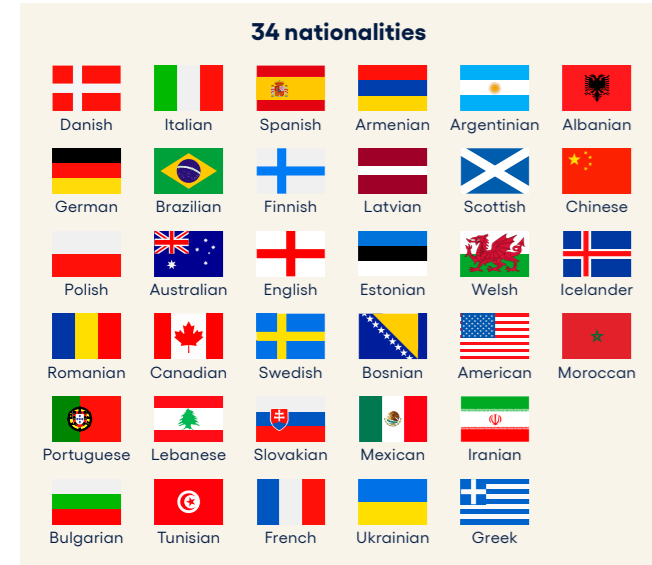 34 nationalities
Danish Italian Spanish Armenian Argentinian Albanian
German Brazilian Finnish Latvian Scottish Chinese
Polish Australian English Estonian Welsh Icelander
Romanian Canadian Swedish Bosnian American Moroccan
Portuguese Lebanese Slovakian Mexican Iranian
Bulgarian Tunisian French Ukrainian Greek